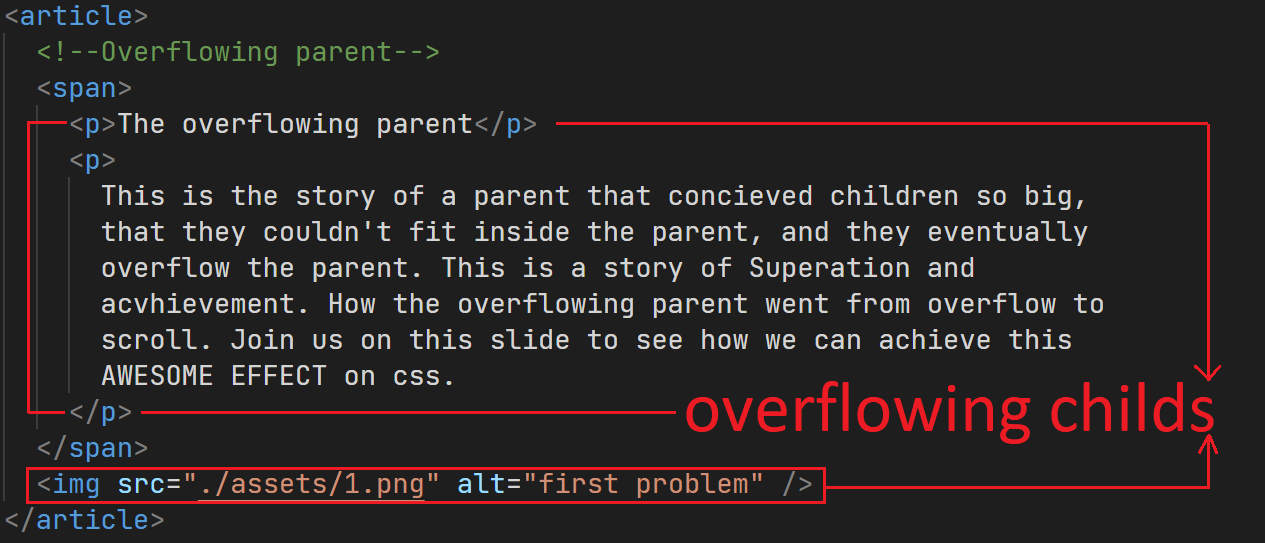 <article>
<!--Overflowing parent-->
<span>
<p>The overflowing parent</p>
<p>
This is the story of a parent that concieved children so big,
that they couldn't fit inside the parent, and they eventually
overflow the parent. This is a story of Superation and
acvhievement. How the overflowing parent went from overflow to
scroll. Join us on this slide to see how we can achieve this
AWESOME EFFECT on css.
</p>
overflowing childs
</span>
<img src="./assets/1.png" alt="first problem" />
</article>